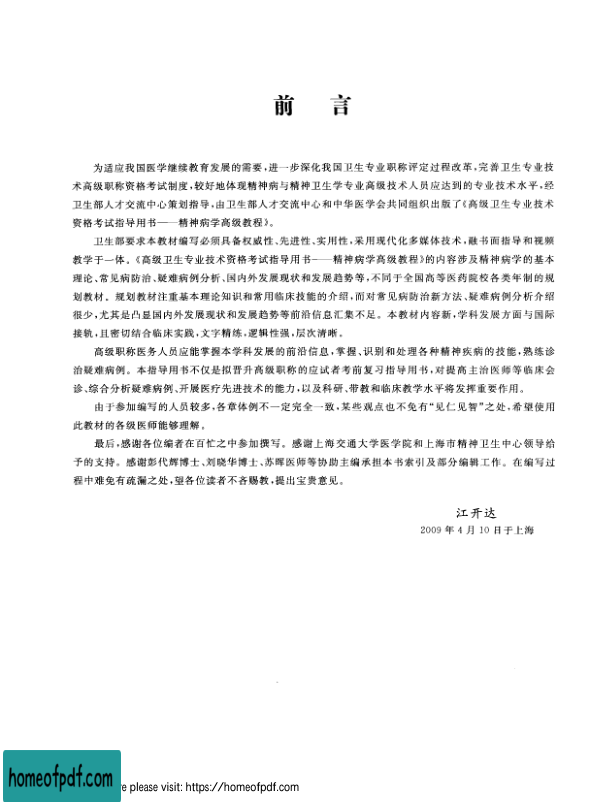 前 言
为适应我国医学继续教育发展的需要,进一步深化我国卫生专业职称评定过程改革,完善卫生专业技
术高级职称资格考试制度,较好地体现精神病与精神卫生学专业高级技术人员应达到的专业技术水平,经
卫生部人才交流中心策划指导,由卫生部人才交流中心和中华医学会共同组织出版了《高级卫生专业技术
资格考试指导用书——精神病学高级教程》。
卫生部要求本教材编写必须具备权威性、先进性、实用性,采用现代化多媒体技术,融书面指导和视频
教学于一体。《高级卫生专业技术资格考试指导用书——精神病学高级教程》的内容涉及精神病学的基本
理论、常见病防治、疑难病例分析、国内外发展现状和发展趋势等,不同于全国高等医药院校各类年制的规
划教材。规划教材注重基本理论知识和常用临床技能的介绍,而对常见病防治新方法、疑难病例分析介绍
很少,尤其是凸显国内外发展现状和发展趋势等前沿信息汇集不足。本教材内容新,学科发展方面与国际
接轨,且密切结合临床实践,文字精练,逻辑性强,层次清晰。
高级职称医务人员应能掌握本学科发展的前沿信息,掌握、识别和处理各种精神疾病的技能,熟练诊
治疑难病例。本指导用书不仅是拟晋升高级职称的应试者考前复习指导用书,对提高主治医师等临床会
诊、综合分析疑难病例、开展医疗先进技术的能力,以及科研、带教和临床教学水平将发挥重要作用。
由于参加编写的人员较多,各章体例不一定完全一致,某些观点也不免有“见仁见智”之处,希望使用
此教材的各级医师能够理解。
最后,感谢各位编者在百忙之中参加撰写。感谢上海交通大学医学院和上海市精神卫生中心领导给
予的支持。感谢彭代辉博士、刘晓华博士、苏晖医师等协助主编承担本书索引及部分编辑工作。在编写过
程中难免有疏漏之处,望各位读者不吝赐教,提出宝贵意见。
江开达
2009 年 4 月 10 日于上海
homeofpdf.com
e please visit: https://homeofpdf.com